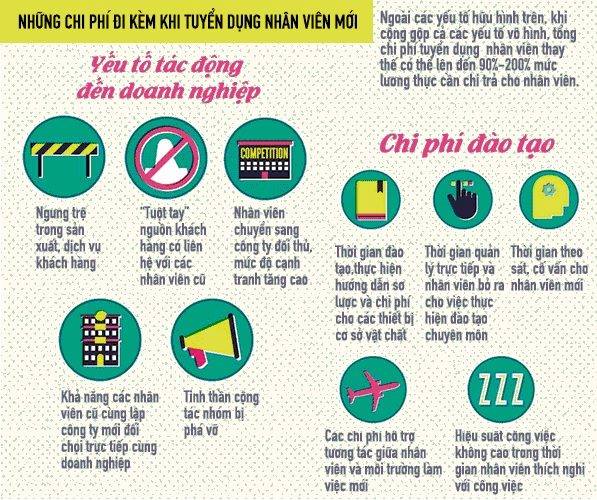 NHỮNG CHI PHÍ ĐI KÈM KHI TUYỂN DỤNG NHÂN VIÊN MỚI
Ngoài các yếu tố hữu hình trên, khi
cộng gộp cả các yếu tố vô hình, tổng
chi phí tuyển dụng nhân viên thay
thế có thể lên đến 90%-200% mức
lương thực cần chi trả cho nhân viên.
Yếu tố tác động
đến doanh nghiệp
COMPETITION
Ngưng trệ
trong sản
xuất, dịch vụ
khách hàng
"Tuột tay"
nguồn khách
hàng có liên
hệ với các
nhân viên cũ
Nhân viên
chuyển sang
công ty đối thủ,
mức độ cạnh
tranh tăng cao
Khả năng các nhân
viên cũ cùng lập
công ty mới đối
chọi trực tiếp cùng
doanh nghiệp
Tinh thần cộng
tác nhóm bị
phá vỡ
Chi phí đào tạo
Thời gian đào
tạo,thực hiện
hướng dẫn sơ
lược và chi phí
cho các thiết bị
cơ sở vật chất
Thời gian quản
lý trực tiếp và
nhân viên bỏ ra
cho việc thực
hiện đào tạo
chuyên môn
Thời gian theo
sát, cố vấn cho
nhân viên mới
ZZZ
Các chi phí hỗ trợ
tương tác giữa nhân
viên và môi trường làm
việc mới
Hiệu suất công việc
không cao trong thời
gian nhân viên thích nghi
với công việc